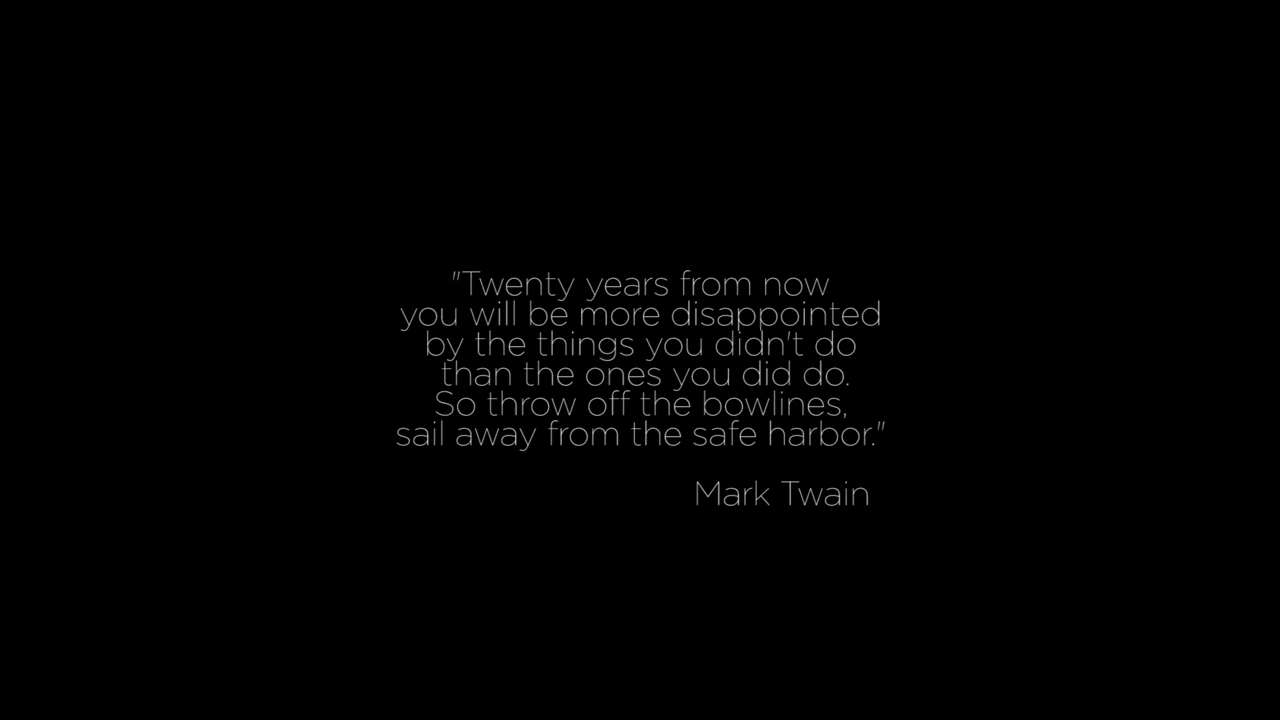 "Twenty years from now
you will be more disappointed
by the things you didn't do
than the ones you did do.
So throw off the bowlines,
sail away from the safe harbor."
Mark Twain